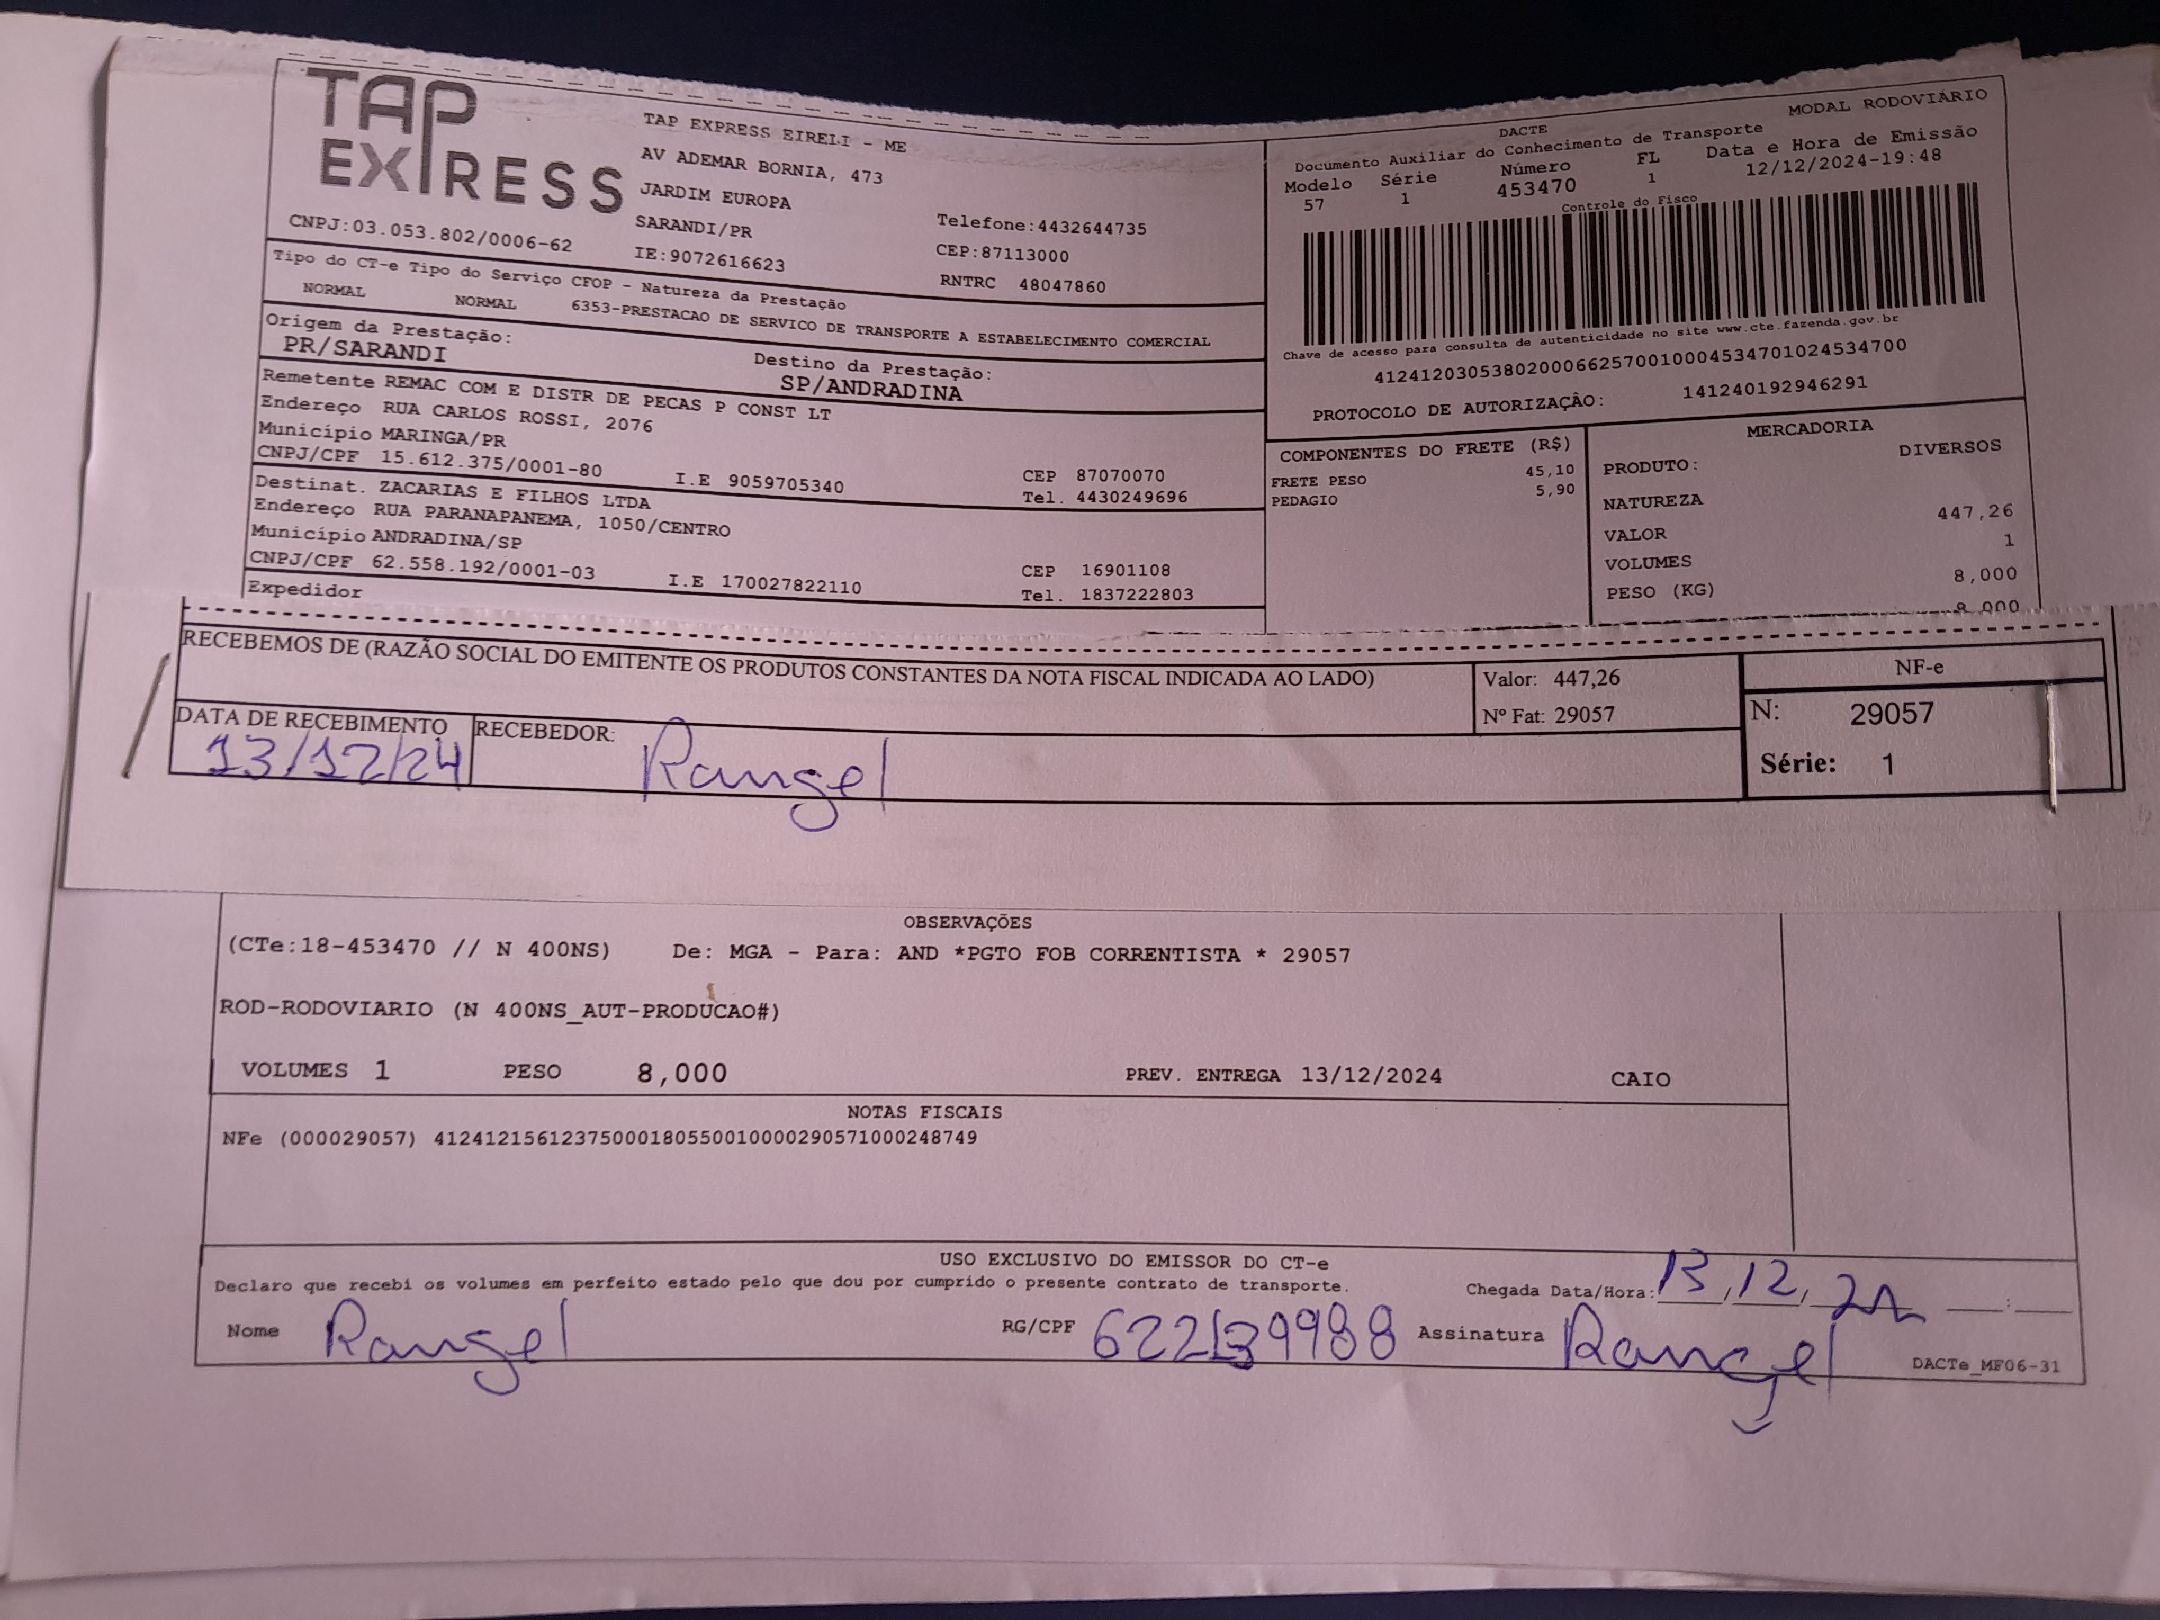 TAP EXPRESS
TAP EXPRESS EIRELI - ME
AV ADEMAR BORNIA, 473
JARDIM EUROPA
SARANDI/PR Telefone:4432644735
CNPJ:03.053.802/0006-62 IE:9072616623 CEP:87113000
RNTRC 48047860
Tipo do CT-e Tipo do Serviço CFOP - Natureza da Prestação
NORMAL NORMAL 6353-PRESTACAO DE SERVICO DE TRANSPORTE A ESTABELECIMENTO COMERCIAL
Origem da Prestação: Destino da Prestação:
PR/SARANDI SP/ANDRADINA
Remetente REMAC COM E DISTR DE PECAS P CONST LT
Endereço RUA CARLOS ROSSI, 2076
Município MARINGA/PR CEP 87070070
CNPJ/CPF 15.612.375/0001-80 I.E 9059705340 Tel. 4430249696
Destinat. ZACARIAS E FILHOS LTDA
Endereço RUA PARANAPANEMA, 1050/CENTRO
Município ANDRADINA/SP CEP 16901108
CNPJ/CPF 62.558.192/0001-03 I.E 170027822110 Tel. 1837222803
Expedidor
DACTE MODAL RODOVIÁRIO
Documento Auxiliar do Conhecimento de Transporte
Modelo Série Número FL Data e Hora de Emissão
57 1 453470 1 12/12/2024-19:48
Controle do Fisco
Chave de acesso para consulta de autenticidade no site www.cte.fazenda.gov.br
41241203053802000662570010004534701024534700
PROTOCOLO DE AUTORIZAÇÃO: 141240192946291
COMPONENTES DO FRETE (R$)
FRETE PESO 45,10
PEDAGIO 5,90
MERCADORIA
PRODUTO: DIVERSOS
NATUREZA
VALOR 447,26
VOLUMES 1
PESO (KG) 8,000
8,000
RECEBEMOS DE (RAZÃO SOCIAL DO EMITENTE OS PRODUTOS CONSTANTES DA NOTA FISCAL INDICADA AO LADO)
Valor: 447,26
Nº Fat: 29057
NF-e
N: 29057
Série: 1
DATA DE RECEBIMENTO RECEBEDOR:
13/12/24 Rangel
OBSERVAÇÕES
(CTe:18-453470 // N 400NS) De: MGA - Para: AND *PGTO FOB CORRENTISTA * 29057
ROD-RODOVIARIO (N 400NS_AUT-PRODUCAO#)
VOLUMES 1 PESO 8,000 PREV. ENTREGA 13/12/2024 CAIO
NOTAS FISCAIS
NFe (000029057) 41241215612375000180550010000290571000248749
USO EXCLUSIVO DO EMISSOR DO CT-e
Declaro que recebi os volumes em perfeito estado pelo que dou por cumprido o presente contrato de transporte. Chegada Data/Hora: 13,12,24 :
Nome Rangel RG/CPF 622239988 Assinatura Rangel
DACTe_MF06-31